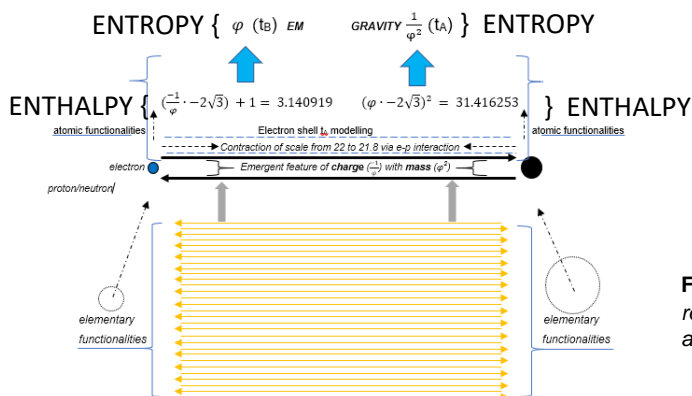 ENTROPY { φ (tB) EM GRAVITY 1/φ² (tA) } ENTROPY
ENTHALPY { (-1/φ · -2√3) + 1 = 3.140919 (φ · -2√3)² = 31.416253 } ENTHALPY
atomic functionalities Electron shell tA modelling atomic functionalities
Contraction of scale from 22 to 21.8 via e-p interaction
electron Emergent feature of charge (-1/φ) with mass (φ²)
proton/neutron
elementary functionalities elementary functionalities
F
re
a